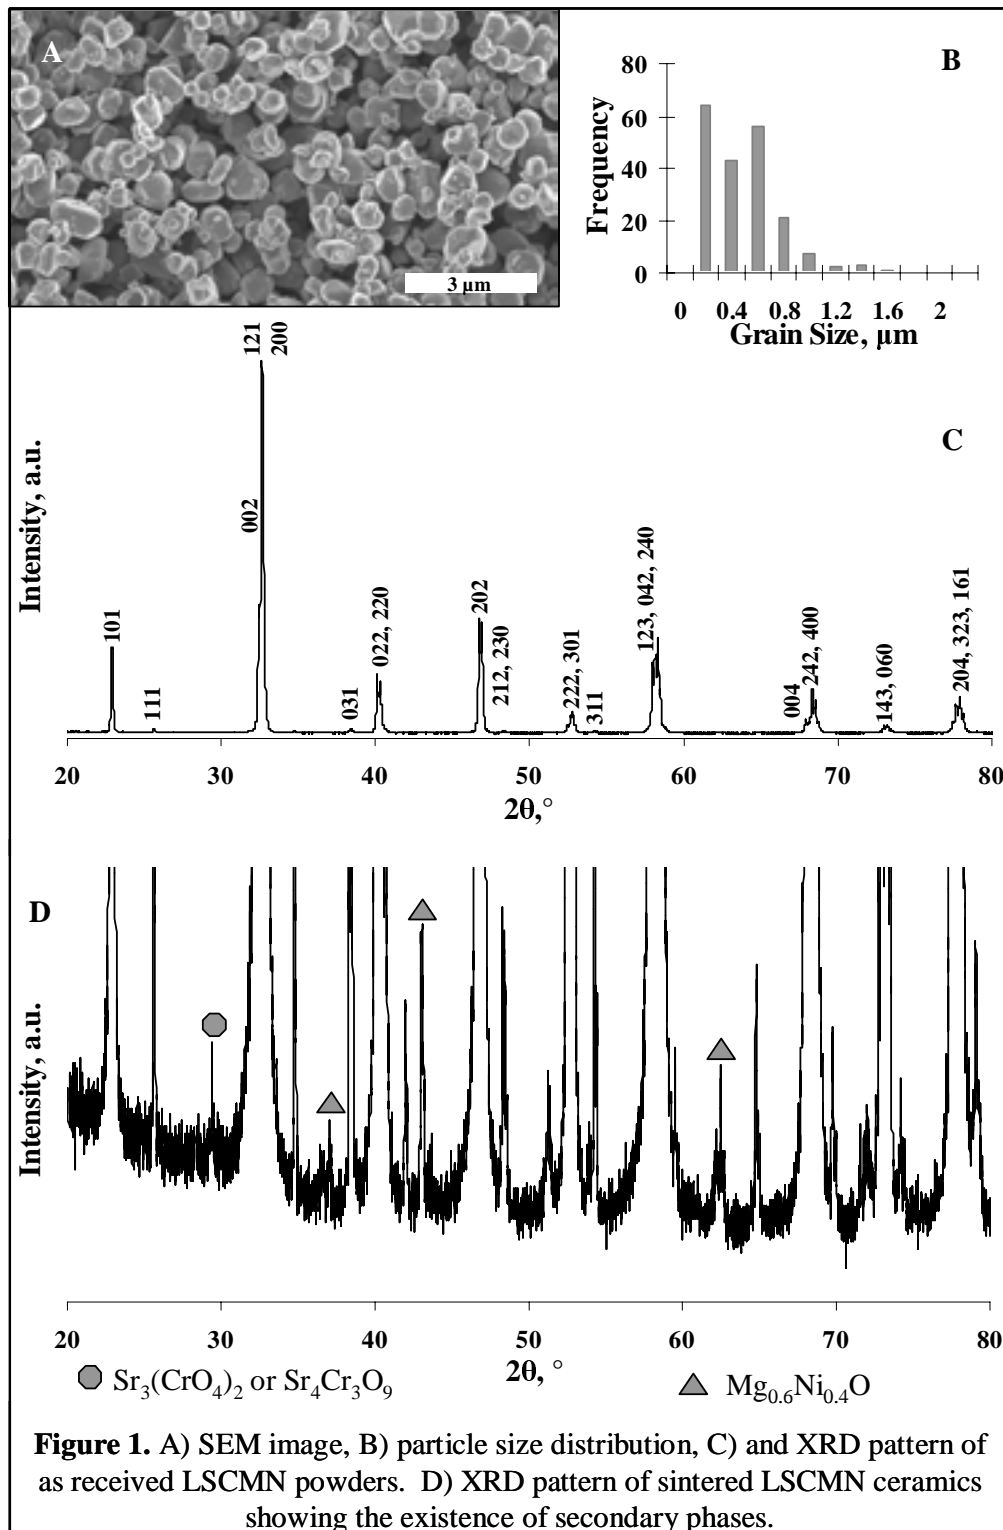 A
3 µm
B
Frequency
80
60
40
20
0
0 0.4 0.8 1.2 1.6 2
Grain Size, µm
C
Intensity, a.u.
101
111
002
121
200
031
022, 220
202
212, 230
222, 301
311
123, 042, 240
004
242, 400
143, 060
204, 323, 161
20 30 40 50 60 70 80
2θ,°
D
Intensity, a.u.
20 30 40 50 60 70 80
2θ, °
Sr₃(CrO₄)₂ or Sr₄Cr₃O₉
Mg₀.₆Ni₀.₄O
Figure 1. A) SEM image, B) particle size distribution, C) and XRD pattern of
as received LSCMN powders. D) XRD pattern of sintered LSCMN ceramics
showing the existence of secondary phases.